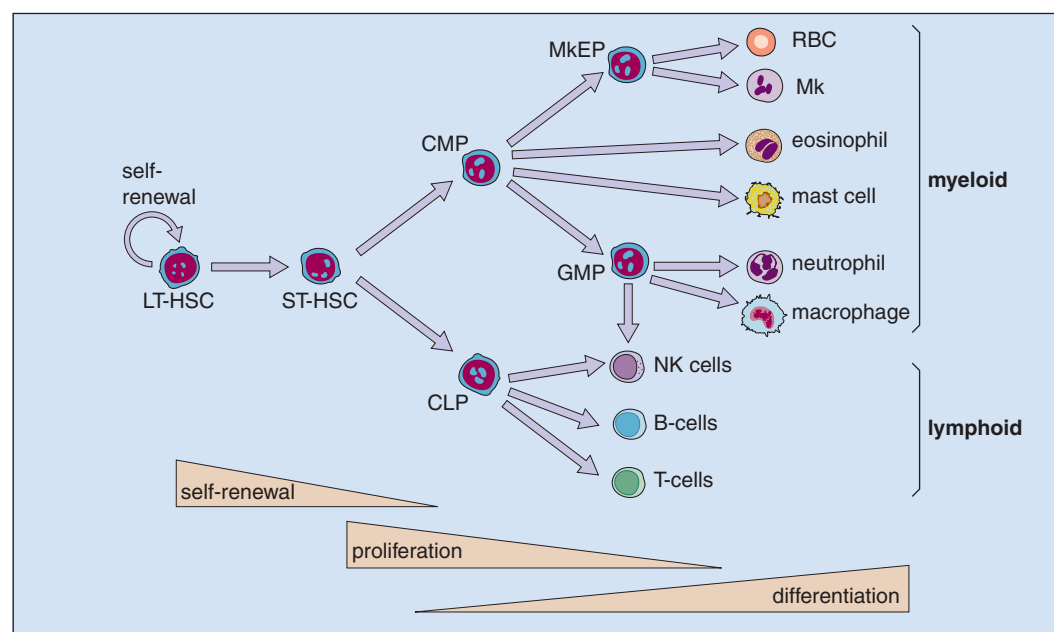 MkEP
RBC
Mk
CMP
eosinophil
mast cell
myeloid
self-
renewal
LT-HSC
ST-HSC
GMP
neutrophil
macrophage
CLP
NK cells
B-cells
T-cells
lymphoid
self-renewal
proliferation
differentiation